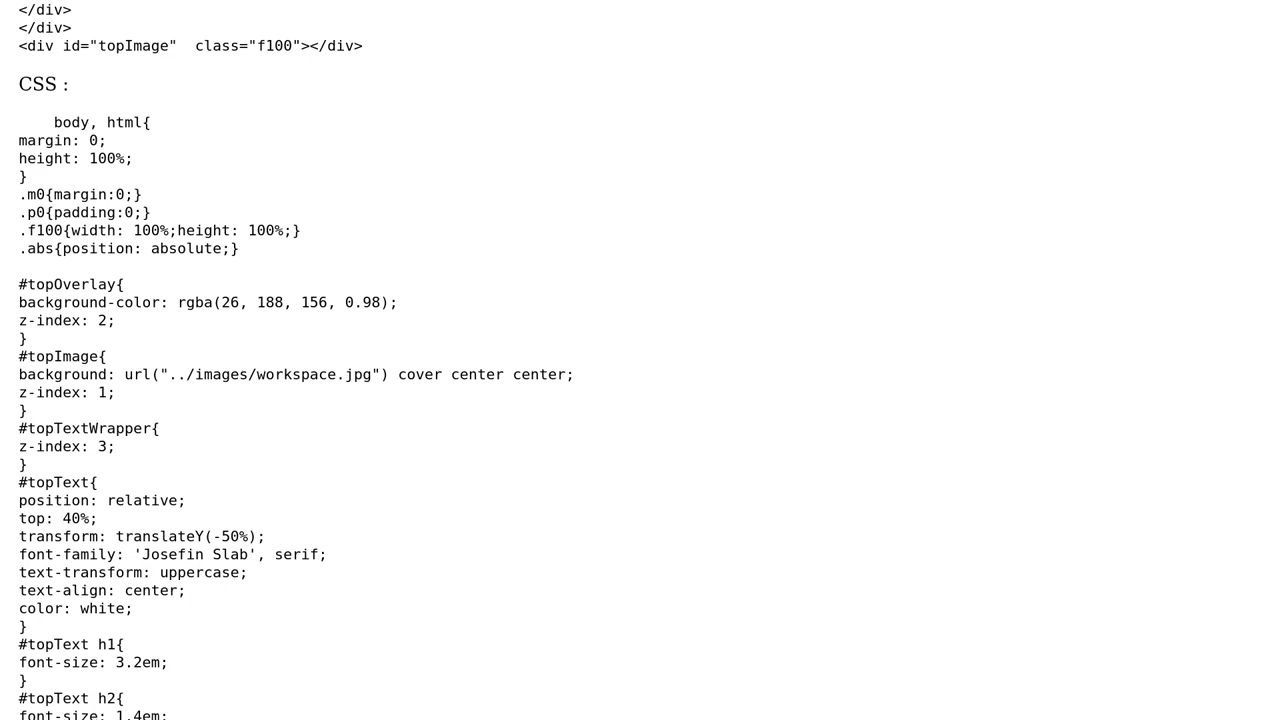 </div>
</div>
<div id="topImage"  class="f100"></div>
CSS :
    body, html{
margin: 0;
height: 100%;
}
.m0{margin:0;}
.p0{padding:0;}
.f100{width: 100%;height: 100%;}
.abs{position: absolute;}
#topOverlay{
background-color: rgba(26, 188, 156, 0.98);
z-index: 2;
}
#topImage{
background: url("../images/workspace.jpg") cover center center;
z-index: 1;
}
#topTextWrapper{
z-index: 3;
}
#topText{
position: relative;
top: 40%;
transform: translateY(-50%);
font-family: 'Josefin Slab', serif;
text-transform: uppercase;
text-align: center;
color: white;
}
#topText h1{
font-size: 3.2em;
}
#topText h2{
font-size: 1.4em;